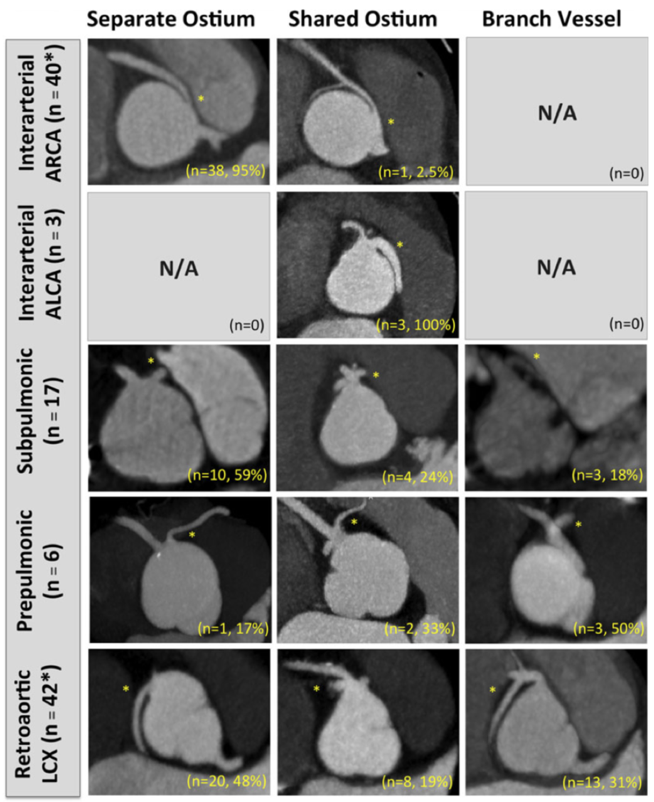 Separate Ostium Shared Ostium Branch Vessel
Interarterial
ARCA (n = 40*)
*
(n=38, 95%)
*
(n=1, 2.5%)
N/A
(n=0)
Interarterial
ALCA (n = 3)
N/A
(n=0)
*
(n=3, 100%)
N/A
(n=0)
Subpulmonic
(n = 17)
*
(n=10, 59%)
*
(n=4, 24%)
*
(n=3, 18%)
Prepulmonic
(n = 6)
*
(n=1, 17%)
*
(n=2, 33%)
*
(n=3, 50%)
Retroaortic
LCX (n = 42*)
*
(n=20, 48%)
*
(n=8, 19%)
*
(n=13, 31%)